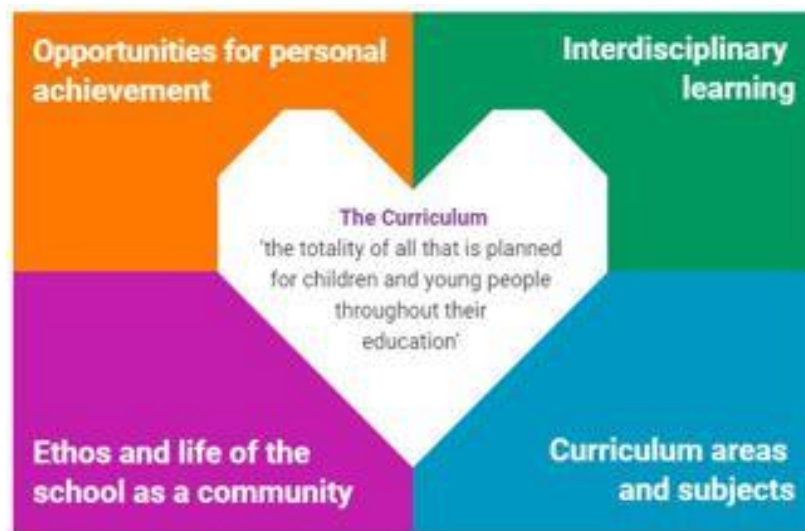 Opportunities for personal
achievement
Interdisciplinary
learning
The Curriculum
'the totality of all that is planned
for children and young people
throughout their
education'
Ethos and life of the
school as a community
Curriculum areas
and subjects